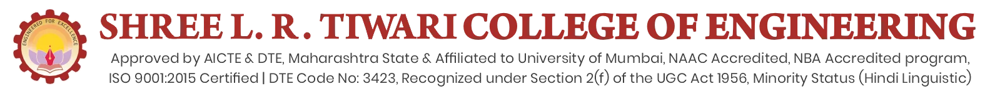 ENGINEERED FOR EXCELLENCE
SHREE L. R. TIWARI COLLEGE OF ENGINEERING
Approved by AICTE & DTE, Maharashtra State & Affiliated to University of Mumbai, NAAC Accredited, NBA Accredited program,
ISO 9001:2015 Certified | DTE Code No: 3423, Recognized under Section 2(f) of the UGC Act 1956, Minority Status (Hindi Linguistic)